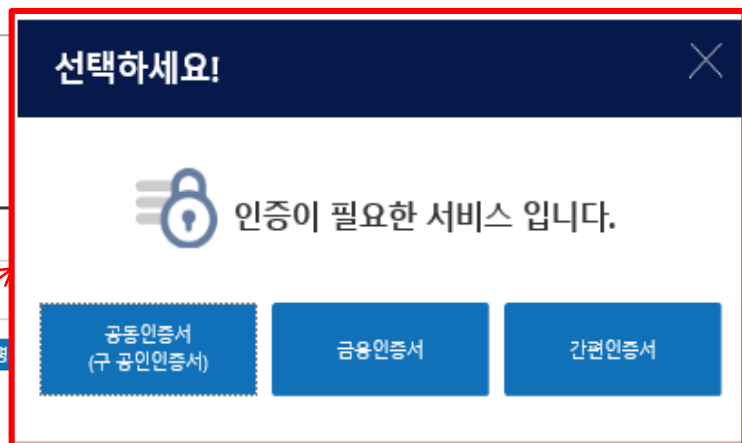 선택하세요!
인증이 필요한 서비스 입니다.
공동인증서
(구 공인인증서)
금융인증서
간편인증서